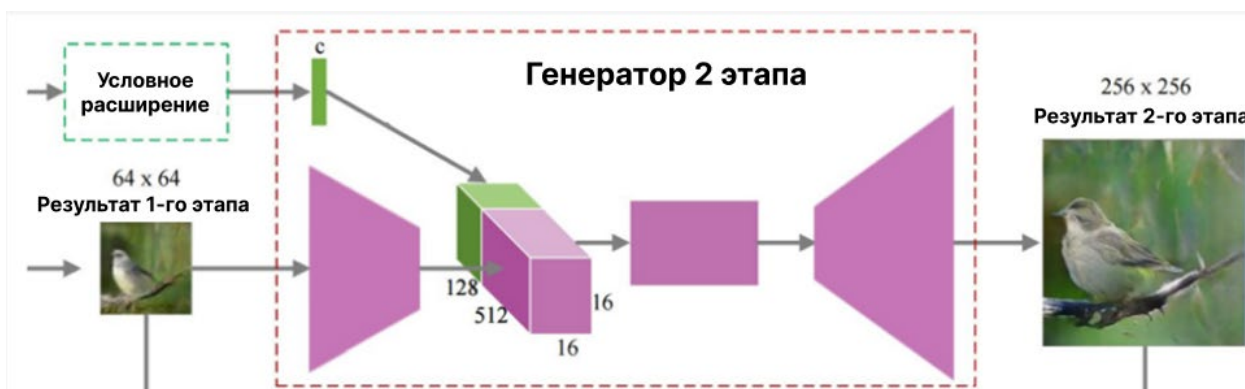 c
Генератор 2 этапа
Условное
расширение
256 x 256
Результат 2-го этапа
64 x 64
Результат 1-го этапа
128
512
16
16